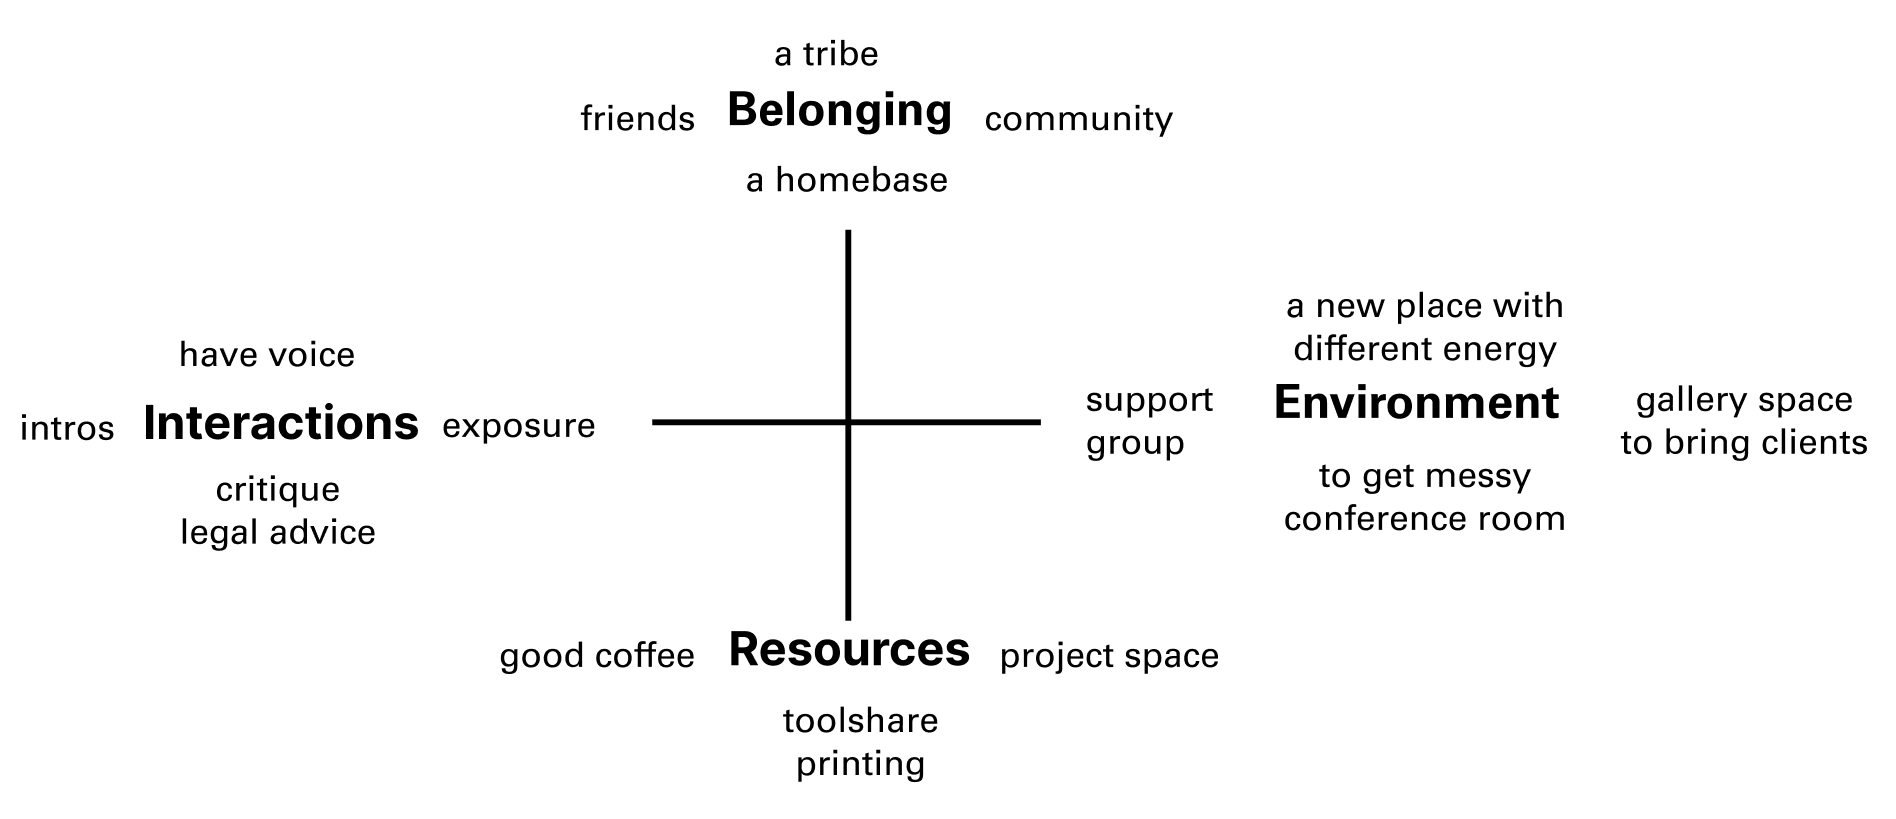 a tribe
friends Belonging community
a homebase
a new place with
different energy
have voice
support Environment gallery space
group to bring clients
intros Interactions exposure
to get messy
conference room
critique
legal advice
good coffee Resources project space
toolshare
printing